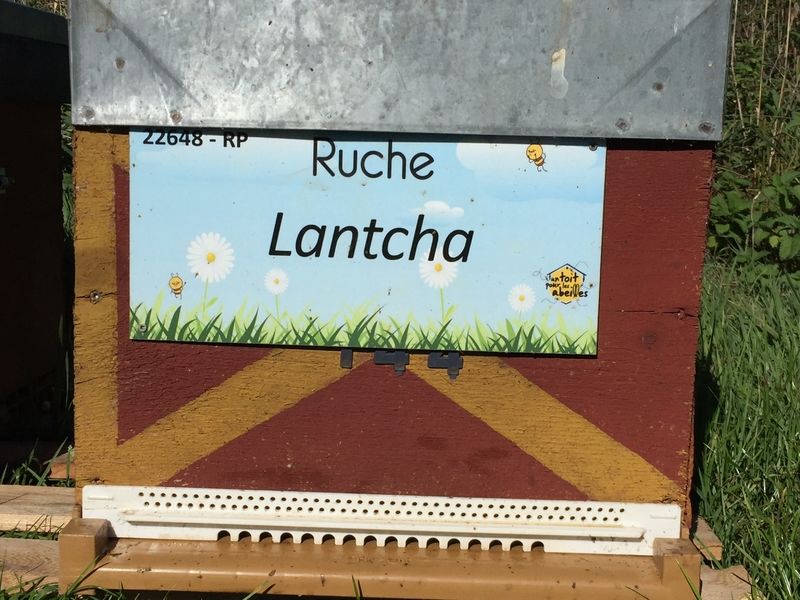 22648 - RP
Ruche
Lantcha
un toit
pour les
abeilles